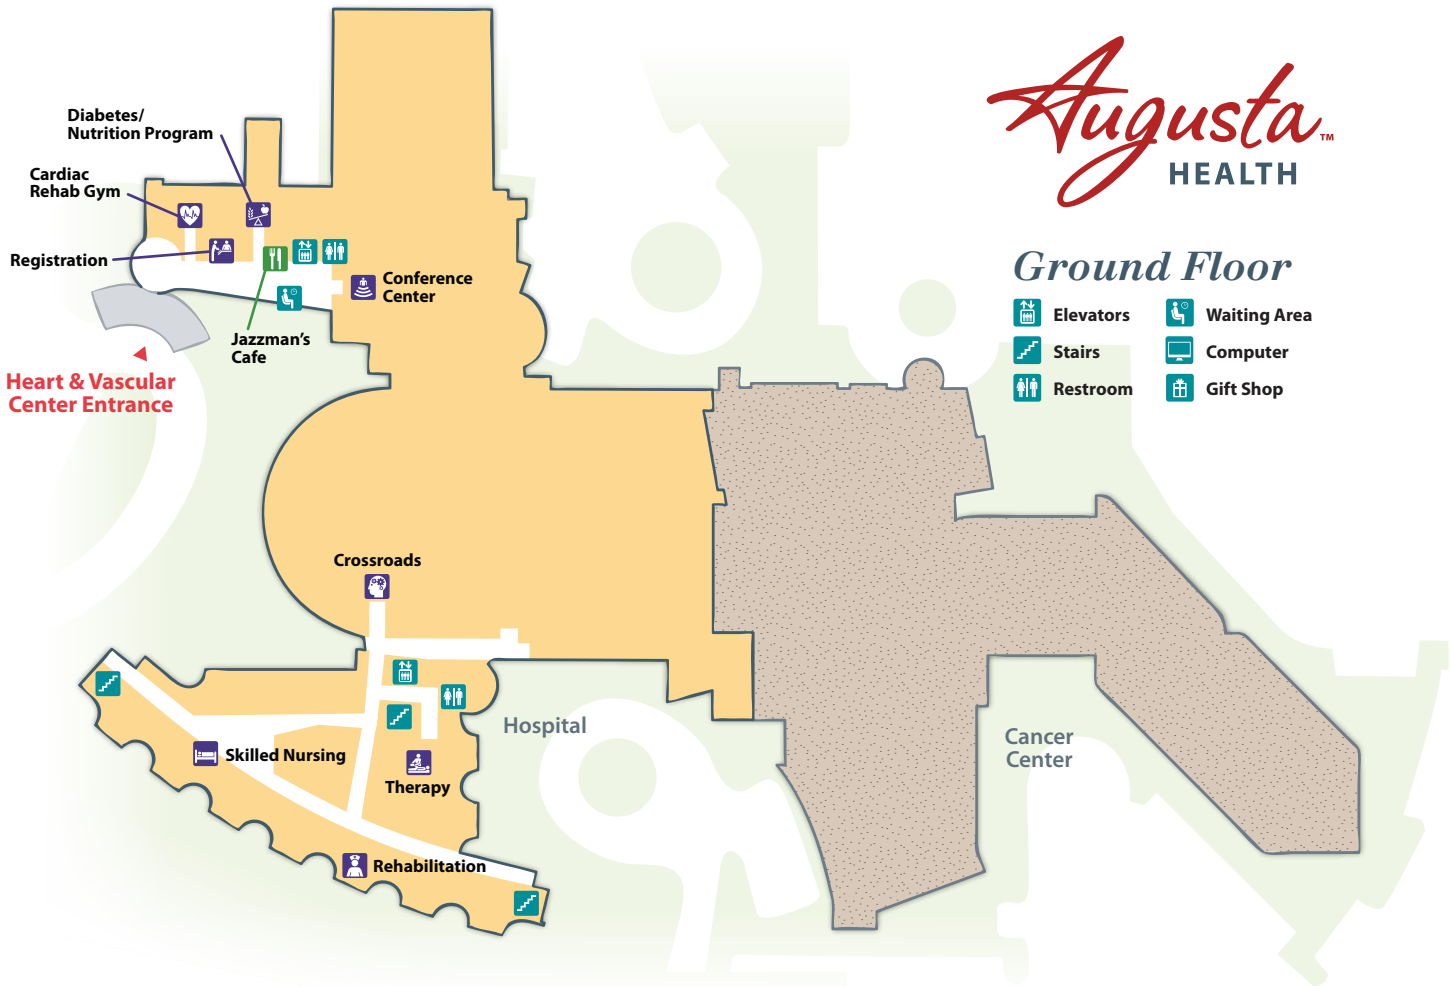 Augusta™
HEALTH
Ground Floor
Elevators
Waiting Area
Stairs
Computer
Restroom
Gift Shop
Diabetes/
Nutrition Program
Cardiac
Rehab Gym
Registration
Conference
Center
Jazzman's
Cafe
Heart & Vascular
Center Entrance
Crossroads
Hospital
Cancer
Center
Skilled Nursing
Therapy
Rehabilitation